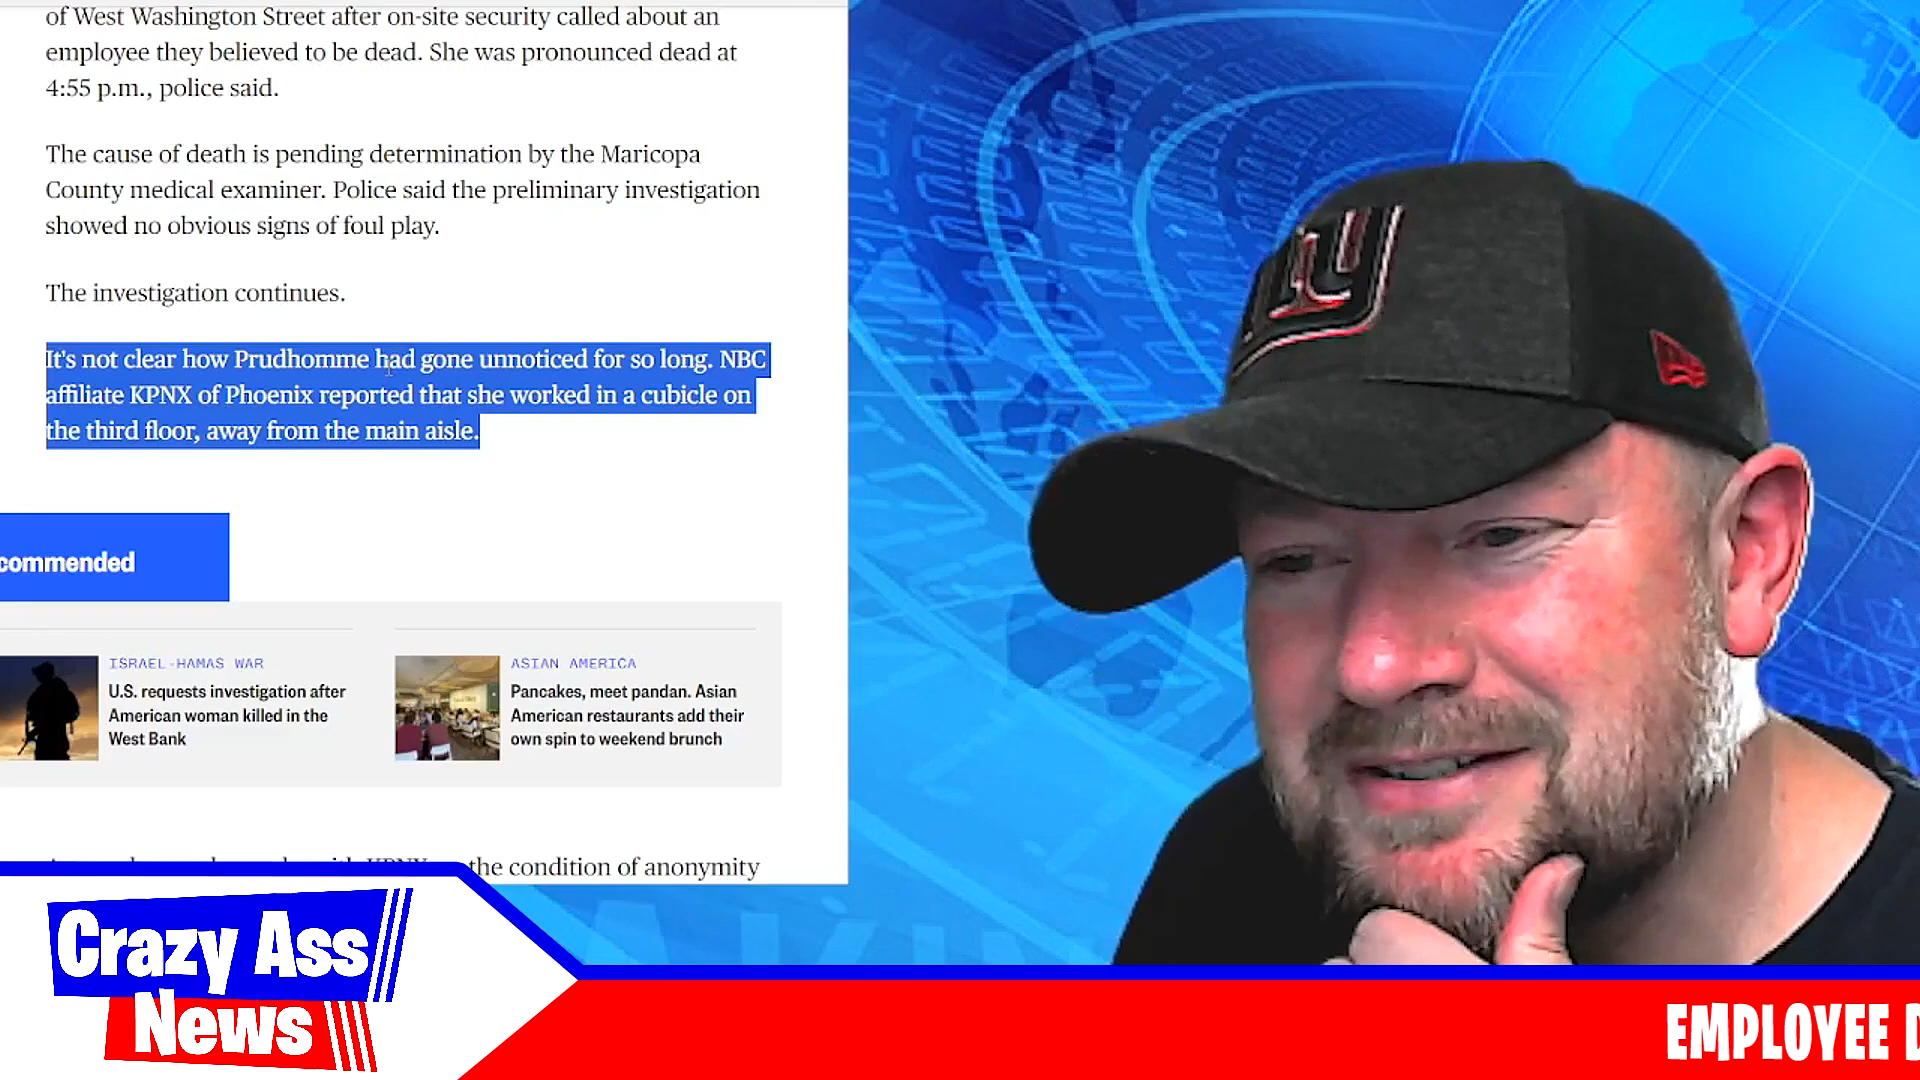 of West Washington Street after on-site security called about an
employee they believed to be dead. She was pronounced dead at
4:55 p.m., police said.
The cause of death is pending determination by the Maricopa
County medical examiner. Police said the preliminary investigation
showed no obvious signs of foul play.
The investigation continues.
It's not clear how Prudhomme had gone unnoticed for so long. NBC
affiliate KPNX of Phoenix reported that she worked in a cubicle on
the third floor, away from the main aisle.
commended
ISRAEL-HAMAS WAR
U.S. requests investigation after
American woman killed in the
West Bank
ASIAN AMERICA
Pancakes, meet pandan. Asian
American restaurants add their
own spin to weekend brunch
the condition of anonymity
Crazy Ass
News
EMPLOYEE